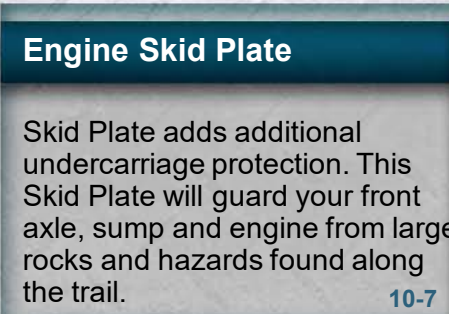 Engine Skid Plate
Skid Plate adds additional
undercarriage protection. This
Skid Plate will guard your front
axle, sump and engine from large
rocks and hazards found along
the trail.
10-7